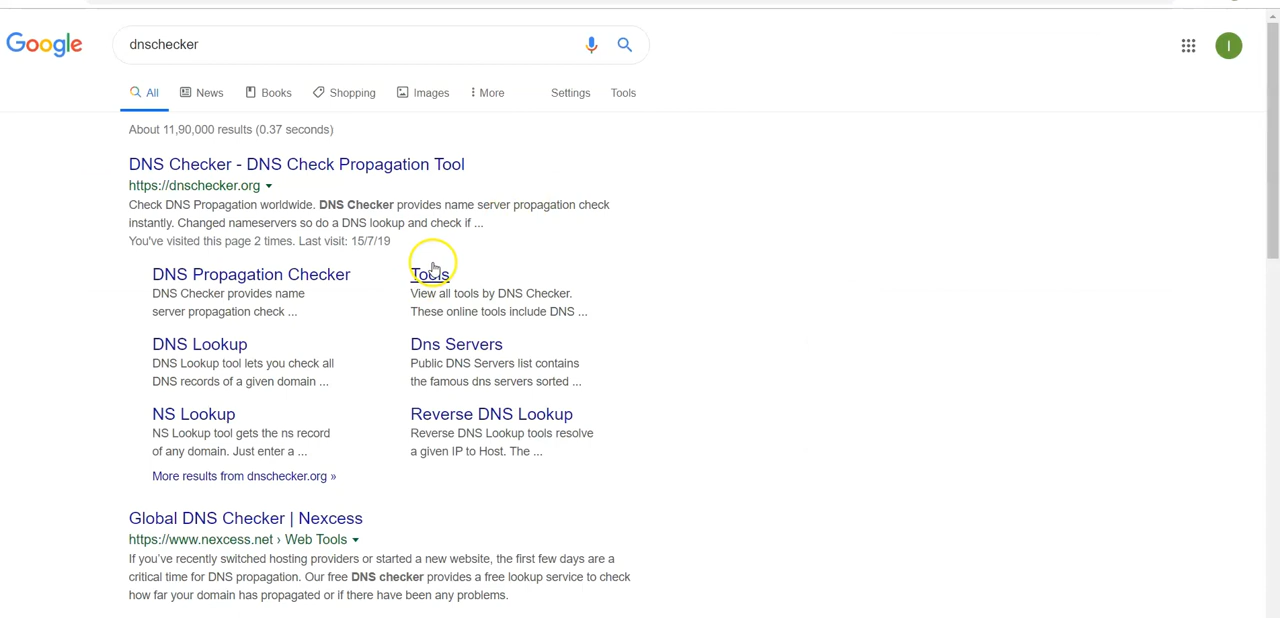 Google
dnschecker
I
All News Books Shopping Images More Settings Tools
About 11,90,000 results (0.37 seconds)
DNS Checker - DNS Check Propagation Tool
https://dnschecker.org
Check DNS Propagation worldwide. DNS Checker provides name server propagation check
instantly. Changed nameservers so do a DNS lookup and check if ...
You've visited this page 2 times. Last visit: 15/7/19
DNS Propagation Checker
DNS Checker provides name
server propagation check ...
Tools
View all tools by DNS Checker.
These online tools include DNS ...
DNS Lookup
DNS Lookup tool lets you check all
DNS records of a given domain ...
Dns Servers
Public DNS Servers list contains
the famous dns servers sorted ...
NS Lookup
NS Lookup tool gets the ns record
of any domain. Just enter a ...
Reverse DNS Lookup
Reverse DNS Lookup tools resolve
a given IP to Host. The ...
More results from dnschecker.org »
Global DNS Checker | Nexcess
https://www.nexcess.net › Web Tools
If you've recently switched hosting providers or started a new website, the first few days are a
critical time for DNS propagation. Our free DNS checker provides a free lookup service to check
how far your domain has propagated or if there have been any problems.